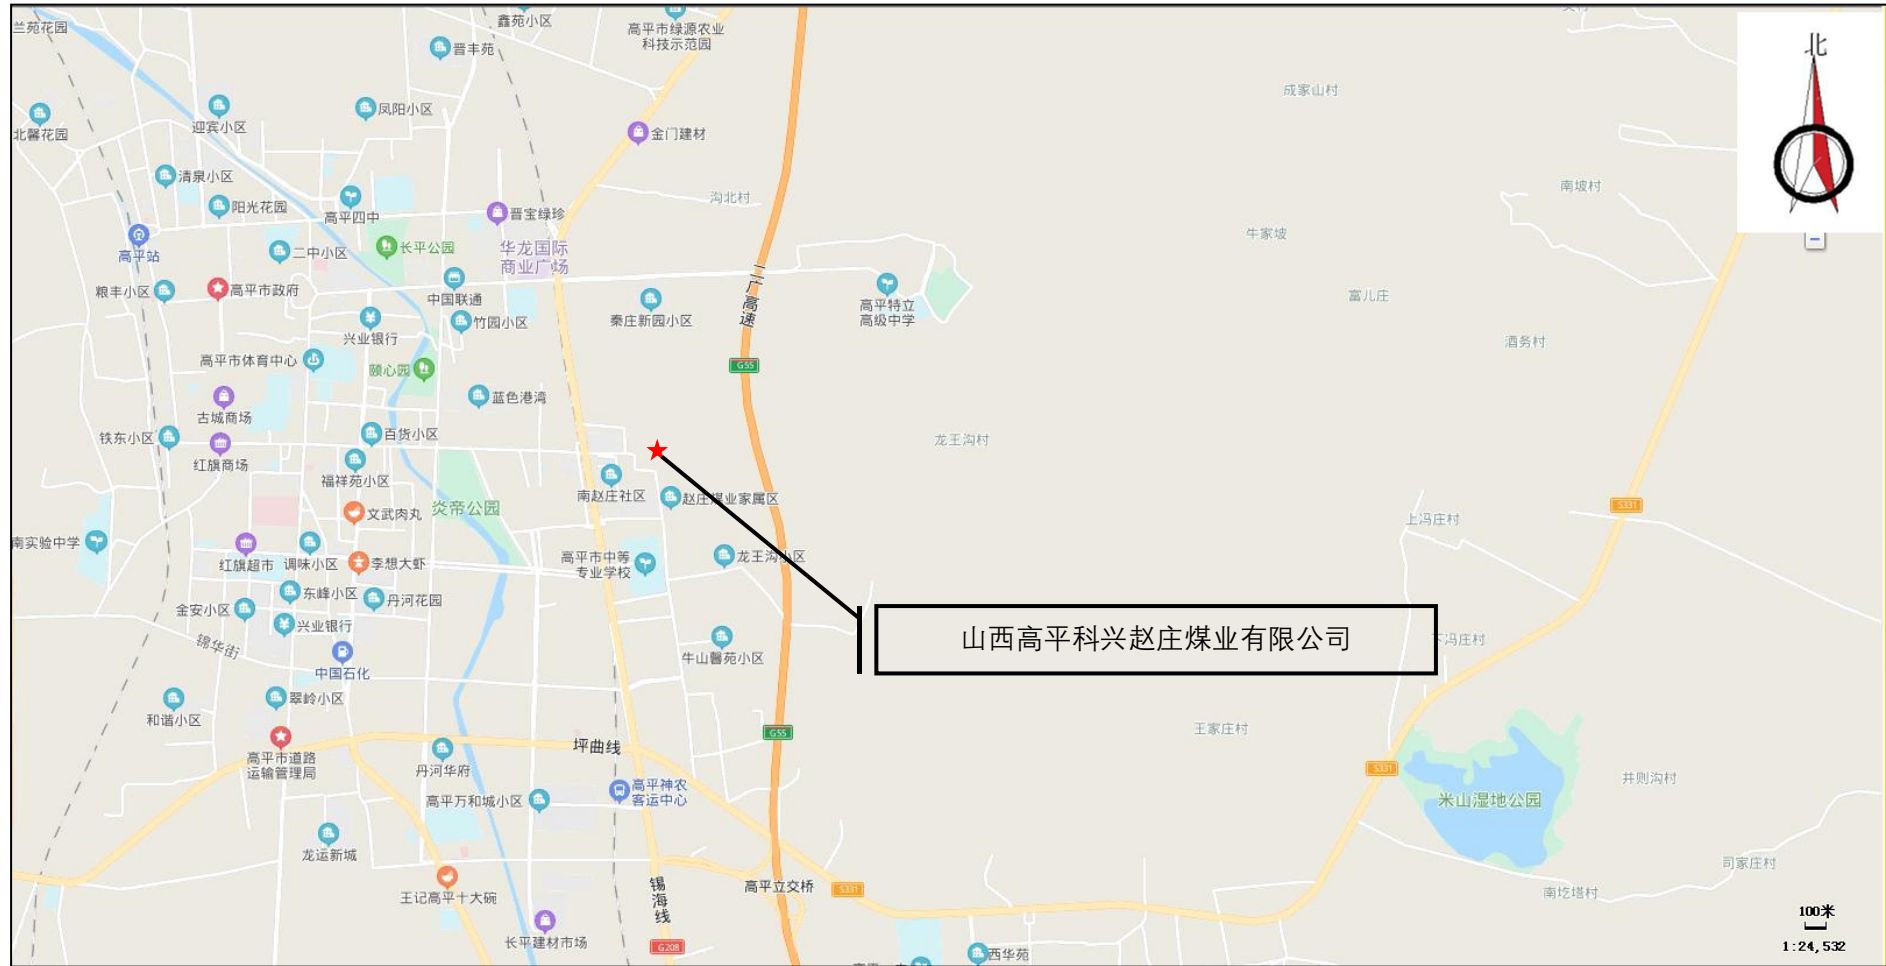 兰苑花园
鑫苑小区
高平市绿源农业
科技示范园
晋丰苑
北
成家山村
凤阳小区
迎宾小区
北馨花园
金门建材
清泉小区
南坡村
沟北村
阳光花园
高平四中
晋宝绿珍
牛家坡
高平站
二中小区
长平公园
华龙国际
商业广场
粮丰小区
高平市政府
中国联通
二广高速
高平特立
高级中学
富儿庄
秦庄新园小区
竹园小区
兴业银行
酒务村
高平市体育中心
颐心园
G55
蓝色港湾
古城商场
铁东小区
百货小区
龙王沟村
红旗商场
福祥苑小区
南赵庄社区
赵庄煤业家属区
炎帝公园
文武肉丸
S331
上冯庄村
南实验中学
高平市中等
专业学校
龙王沟小区
红旗超市
调味小区
李想大虾
东峰小区
丹河花园
金安小区
兴业银行
锦华街
山西高平科兴赵庄煤业有限公司
下冯庄村
中国石化
牛山馨苑小区
翠岭小区
和谐小区
王家庄村
G55
坪曲线
高平市道路
运输管理局
丹河华府
S331
井则沟村
高平神农
客运中心
高平万和城小区
米山湿地公园
龙运新城
司家庄村
高平立交桥
S331
锡海线
南圪塔村
王记高平十大碗
100米
长平建材市场
G208
1:24,532
西华苑